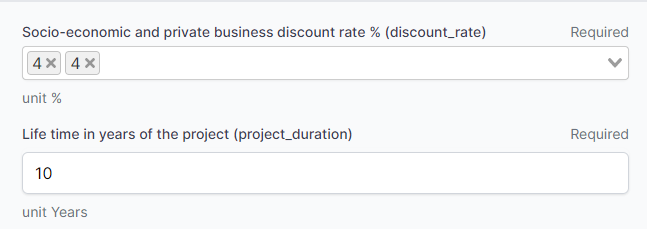 Socio-economic and private business discount rate % (discount_rate) Required
4 × 4 ×
unit %
Life time in years of the project (project_duration) Required
10
unit Years